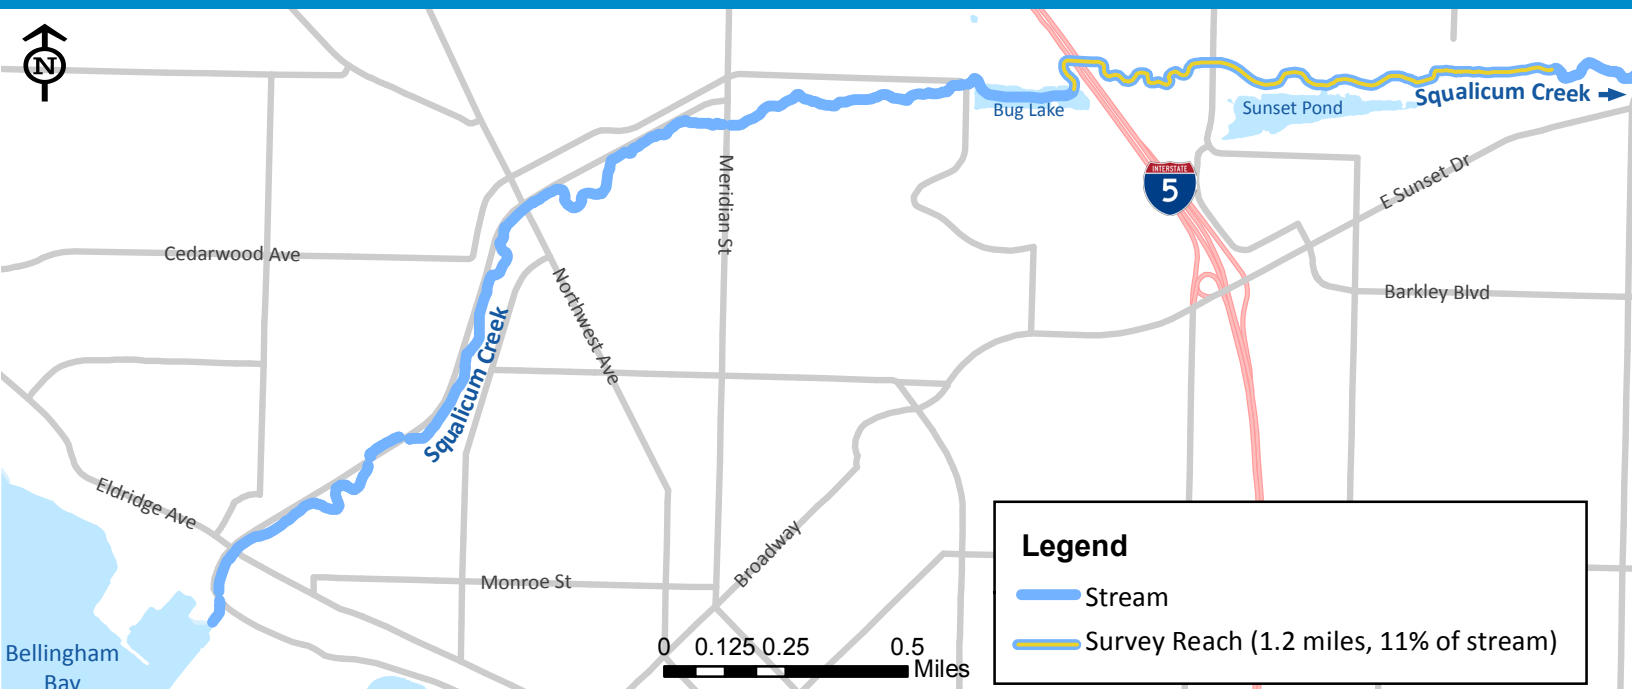 N
Bug Lake
Sunset Pond
Squalicum Creek
Meridian St
INTERSTATE
5
E Sunset Dr
Cedarwood Ave
Northwest Ave
Barkley Blvd
Squalicum Creek
Eldridge Ave
Broadway
Monroe St
Bellingham
Bay
0 0.125 0.25 0.5
Miles
Legend
Stream
Survey Reach (1.2 miles, 11% of stream)